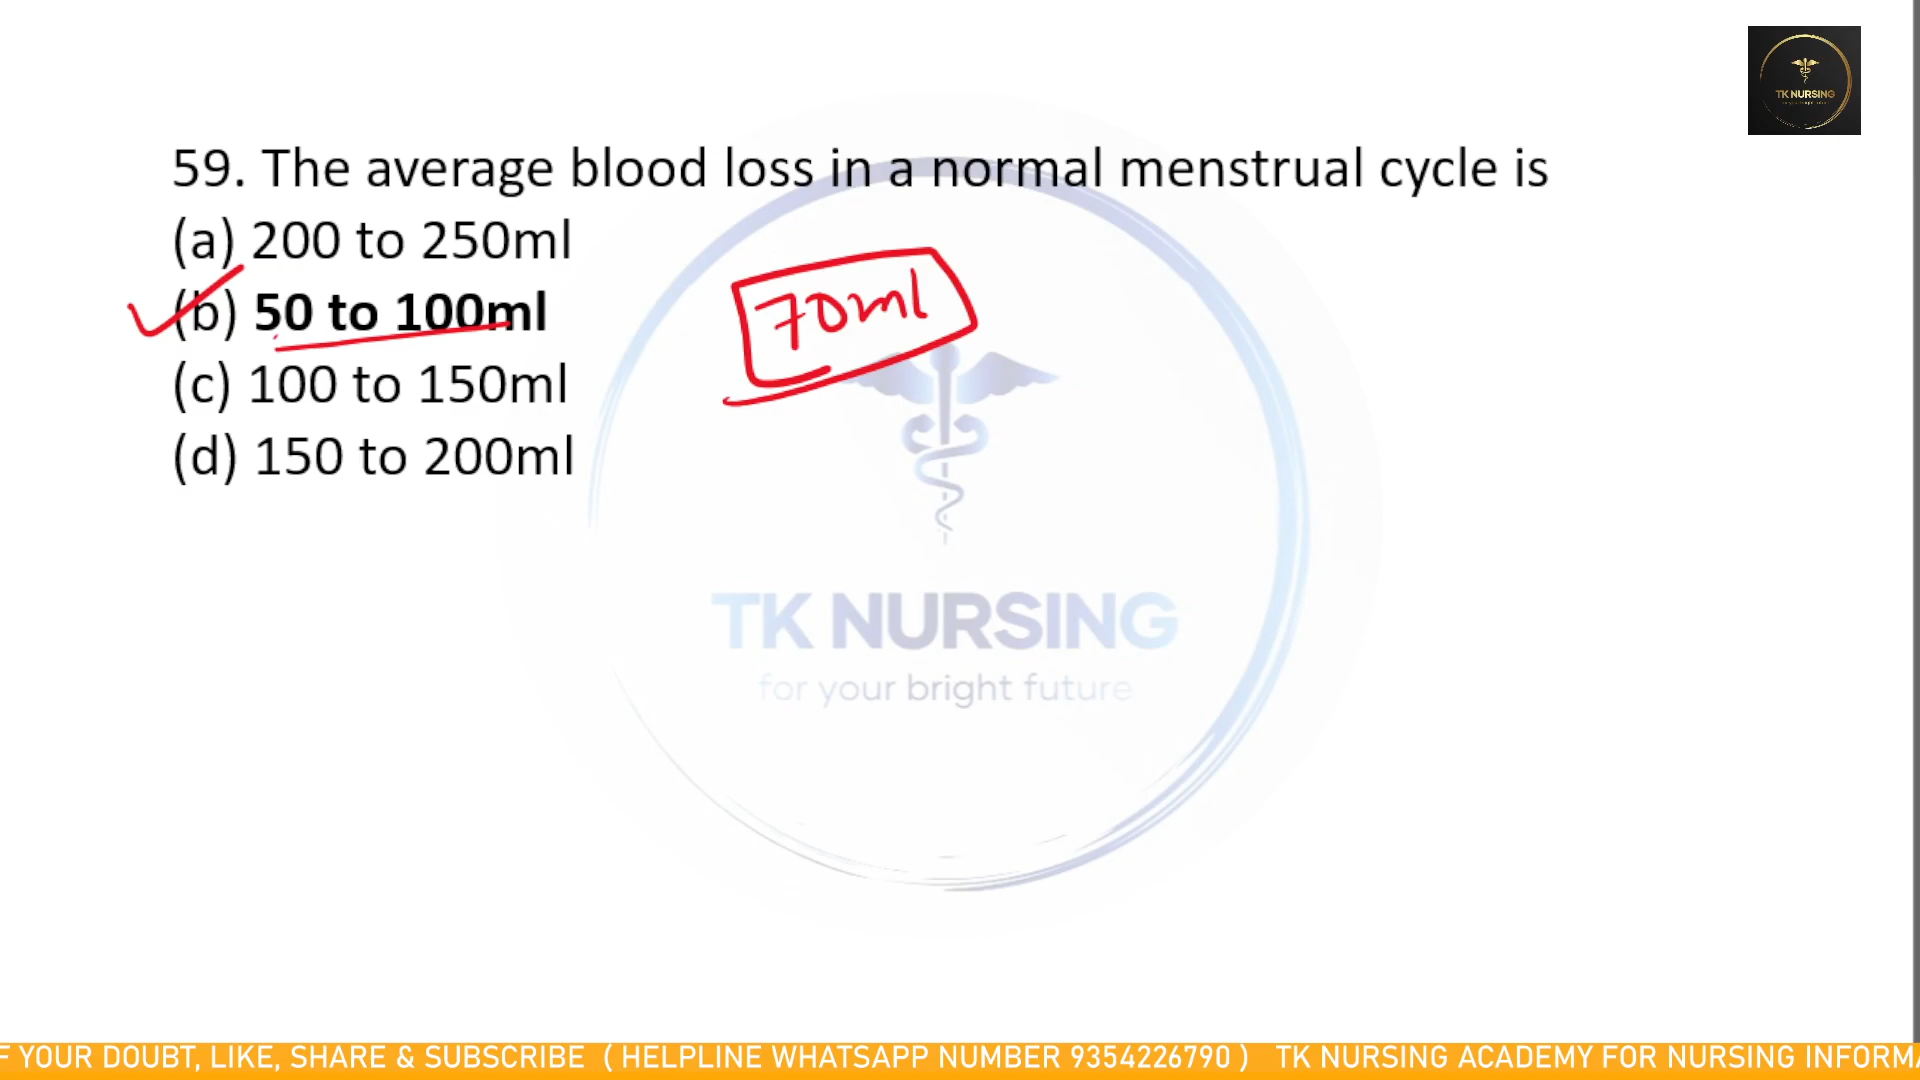 TK NURSING
59. The average blood loss in a normal menstrual cycle is
(a) 200 to 250ml
(b) 50 to 100ml
70ml
(c) 100 to 150ml
(d) 150 to 200ml
TK NURSING
for your bright future
F YOUR DOUBT, LIKE, SHARE & SUBSCRIBE ( HELPLINE WHATSAPP NUMBER 9354226790 ) TK NURSING ACADEMY FOR NURSING INFORMA